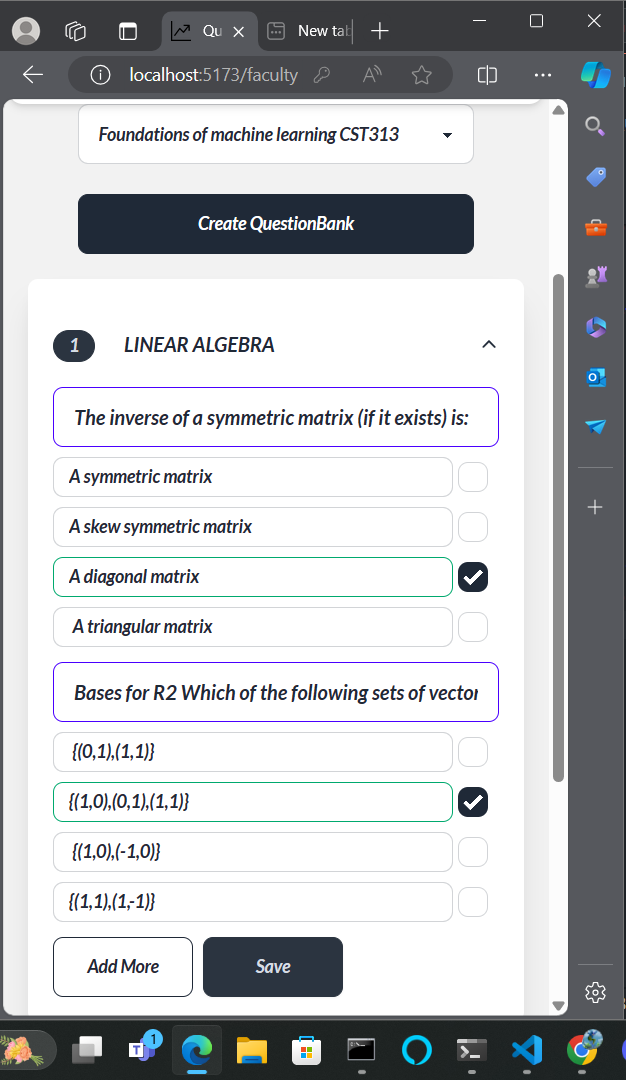 Qu
New tab
localhost:5173/faculty
Foundations of machine learning CST313
Create QuestionBank
1 LINEAR ALGEBRA
The inverse of a symmetric matrix (if it exists) is:
A symmetric matrix
A skew symmetric matrix
A diagonal matrix
A triangular matrix
Bases for R2 Which of the following sets of vector
{(0,1),(1,1)}
{(1,0),(0,1),(1,1)}
{(1,0),(-1,0)}
{(1,1),(1,-1)}
Add More
Save
1